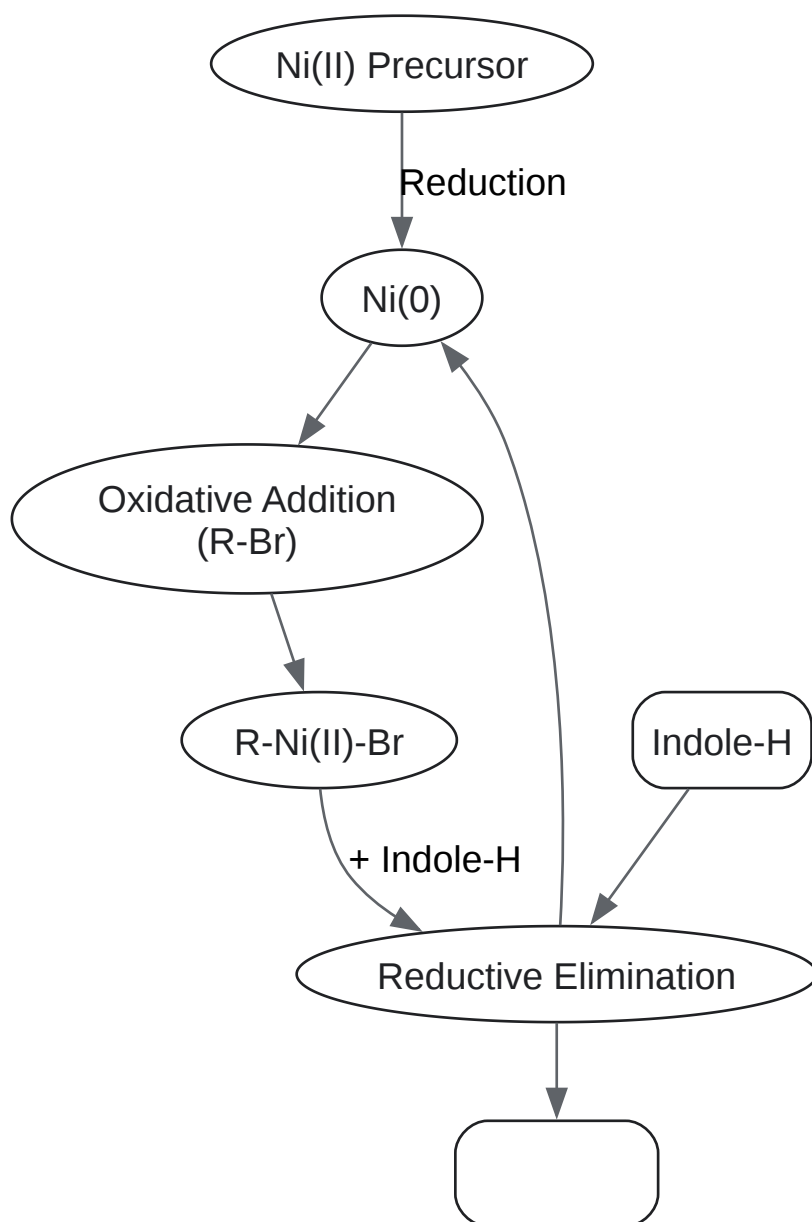 Ni(II) Precursor
Reduction
Ni(0)
Oxidative Addition
(R-Br)
R-Ni(II)-Br
Indole-H
+ Indole-H
Reductive Elimination